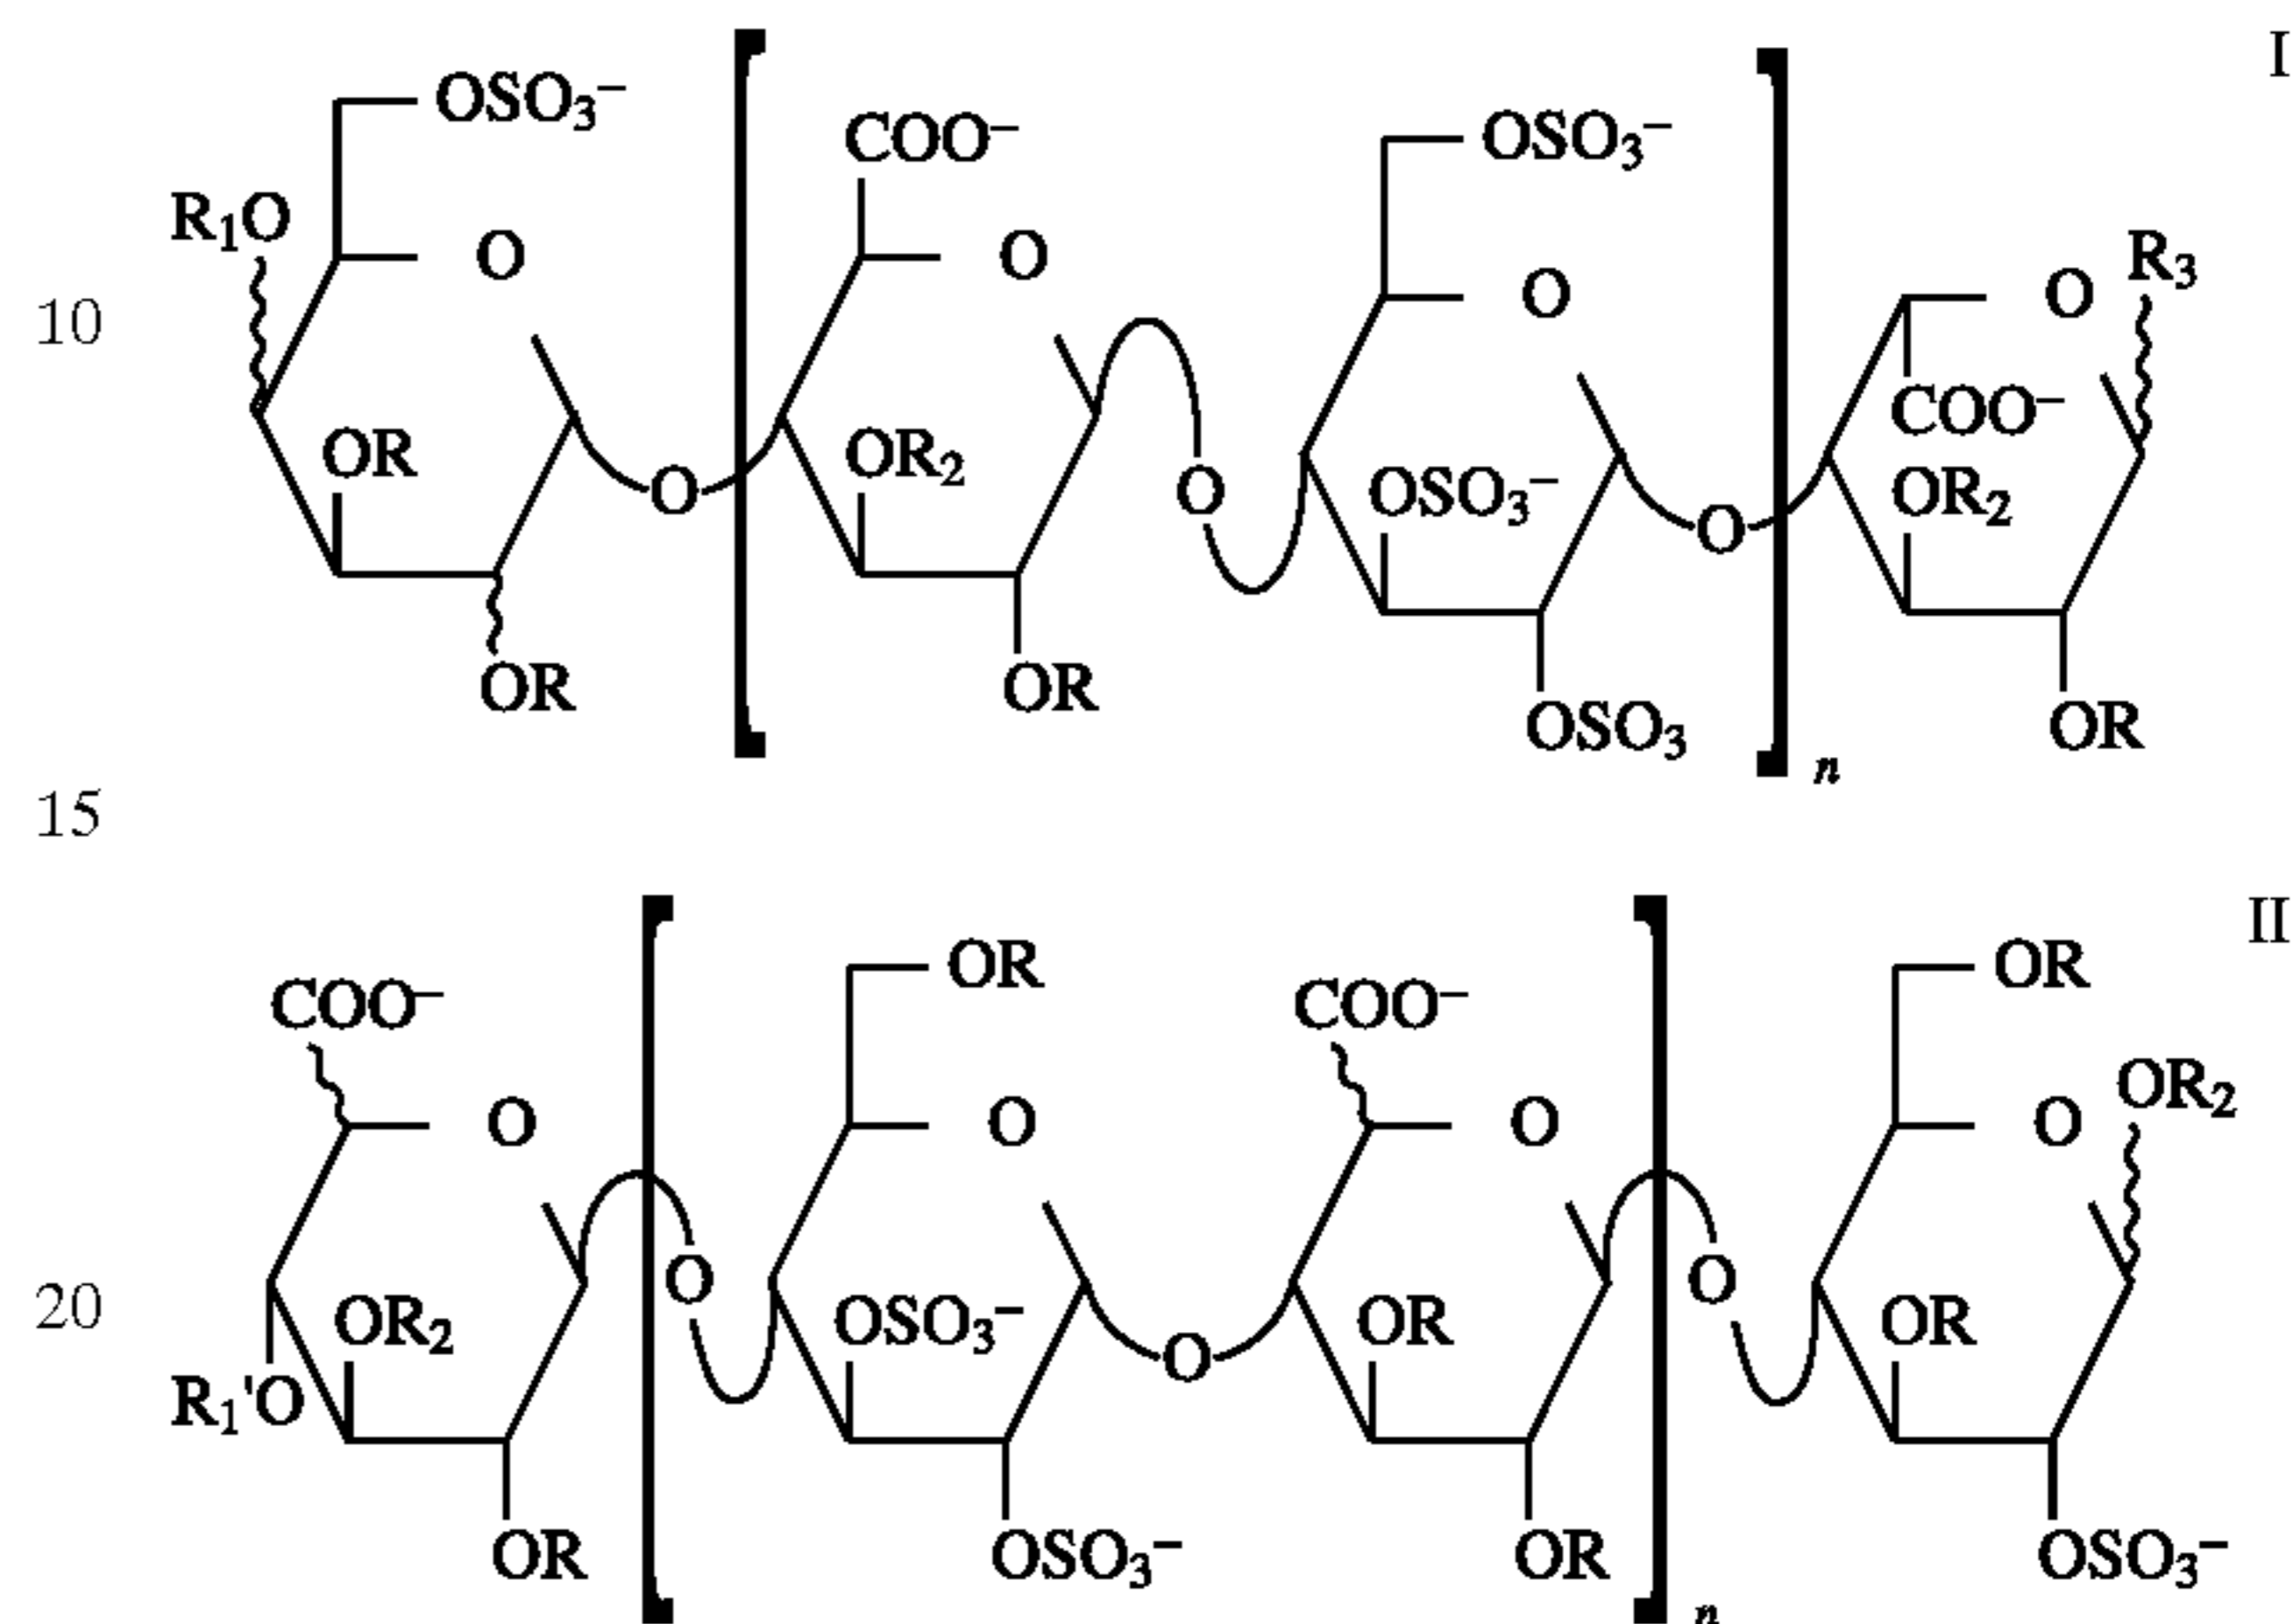 I
OSO₃⁻ COO⁻ OSO₃⁻
R₁O O O O O R₃
10
COO⁻
OR OR₂ OSO₃⁻ OR₂
O O O
OR OR OSO₃ OR
n
15
II
OR OR
COO⁻ COO⁻
O O O O OR₂
20
O O
OR₂ OSO₃⁻ OR OR
O
R₁'O
OR OSO₃⁻ OR OSO₃⁻
n